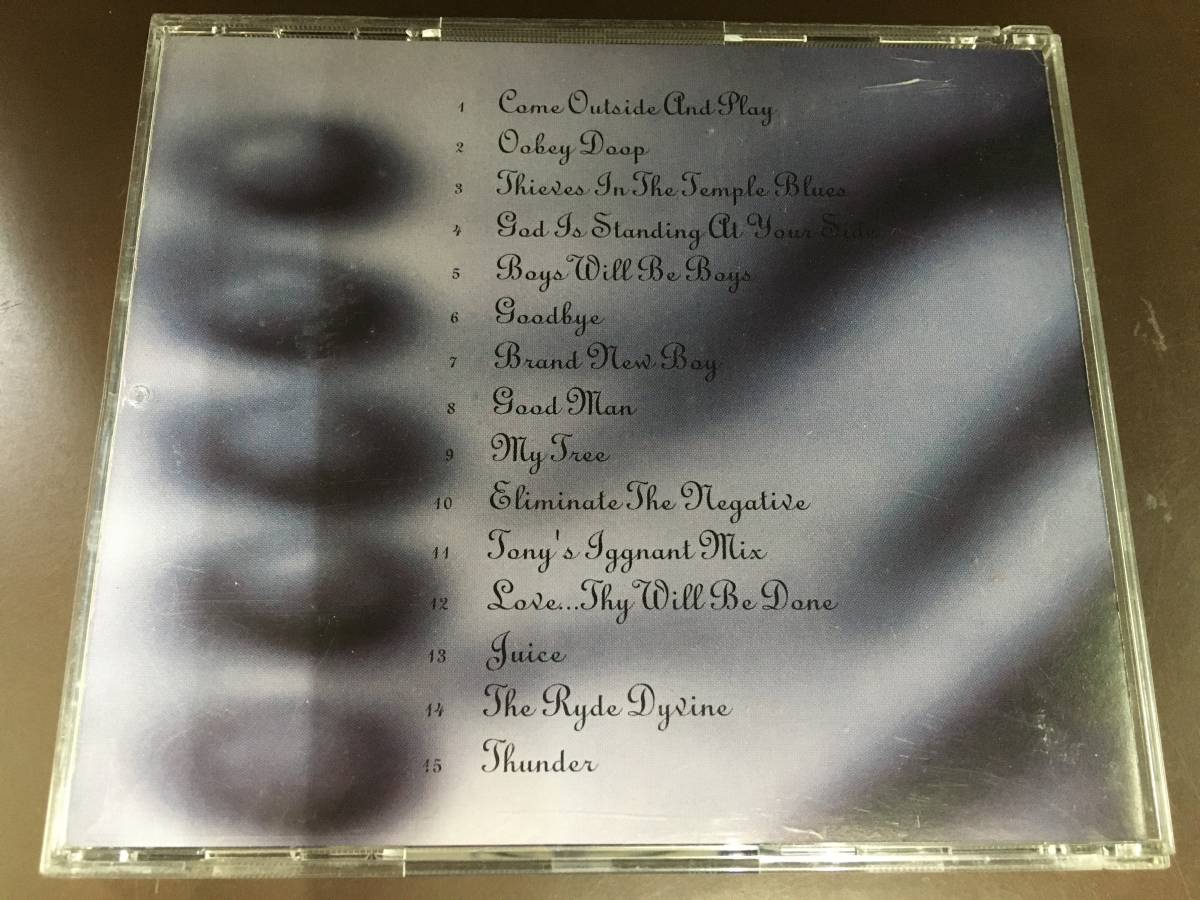 1 Come Outside And Play
2 Oobey Doop
3 Thieves In The Temple Blues
4 God Is Standing At Your Side
5 Boys Will Be Boys
6 Goodbye
7 Brand New Boy
8 Good Man
9 My Tree
10 Eliminate The Negative
11 Tony's Iggnant Mix
12 Love...Thy Will Be Done
13 Juice
14 The Ryde Dyvine
15 Thunder